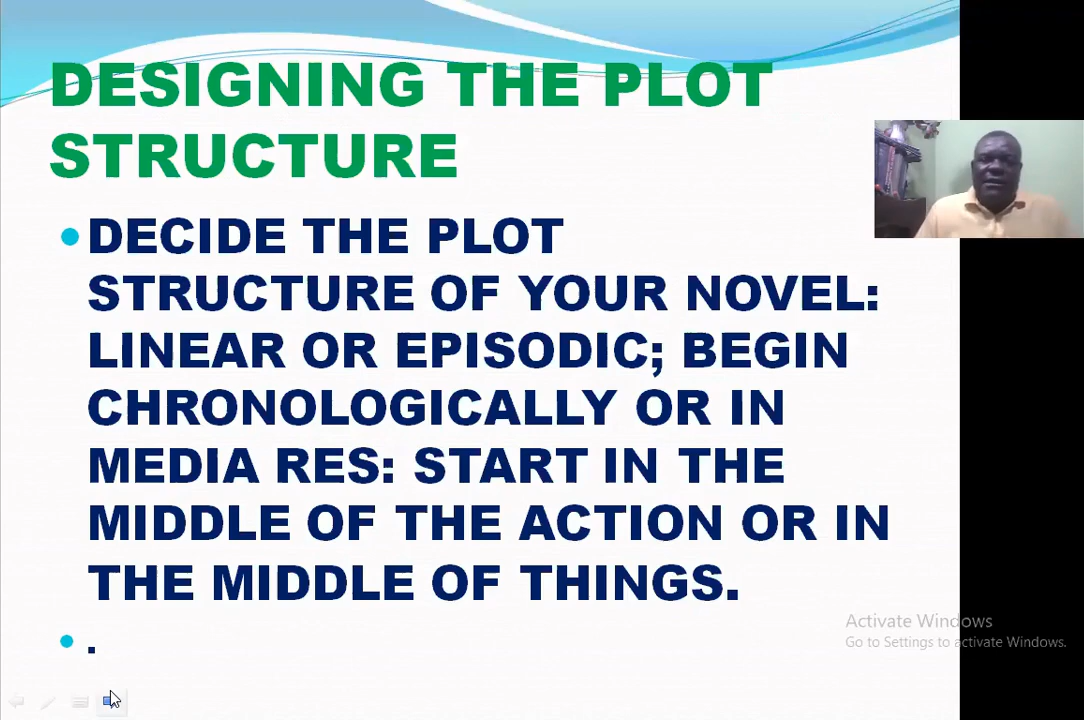 DESIGNING THE PLOT
STRUCTURE
DECIDE THE PLOT
STRUCTURE OF YOUR NOVEL:
LINEAR OR EPISODIC; BEGIN
CHRONOLOGICALLY OR IN
MEDIA RES: START IN THE
MIDDLE OF THE ACTION OR IN
THE MIDDLE OF THINGS.
.
Activate Windows
Go to Settings to activate Windows.